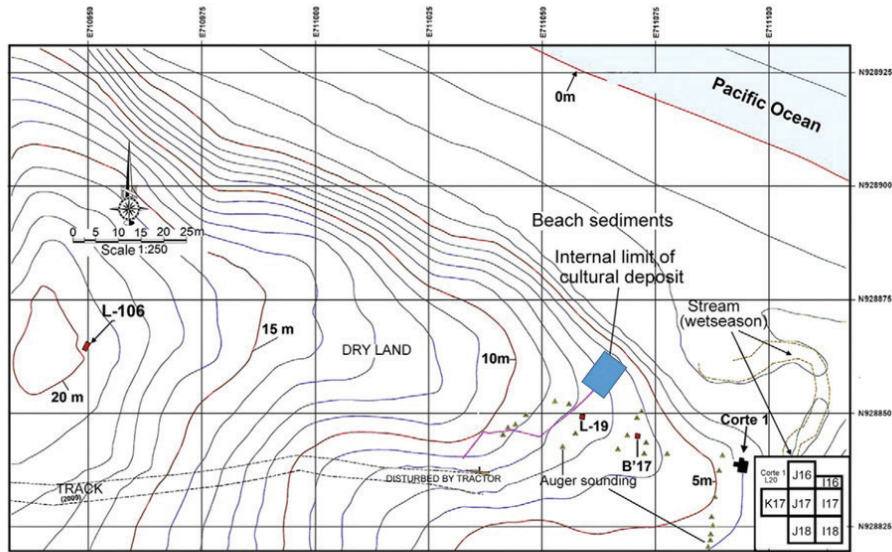 E710950
E710975
E711000
E711025
E711050
E711075
E711100
N928925
0m
Pacific Ocean
N928900
0 5 10 15 20 25m
Scale 1:250
Beach sediments
Internal limit of
cultural deposit
N928875
L-106
15 m
Stream
(wetseason)
DRY LAND
10m
20 m
N928850
L-19
Corte 1
B'17
TRACK
(2009)
DISTURBED BY TRACTOR
Auger sounding
5m
Corte 1
L20
J16
I16
K17
J17
I17
J18
I18
N928825